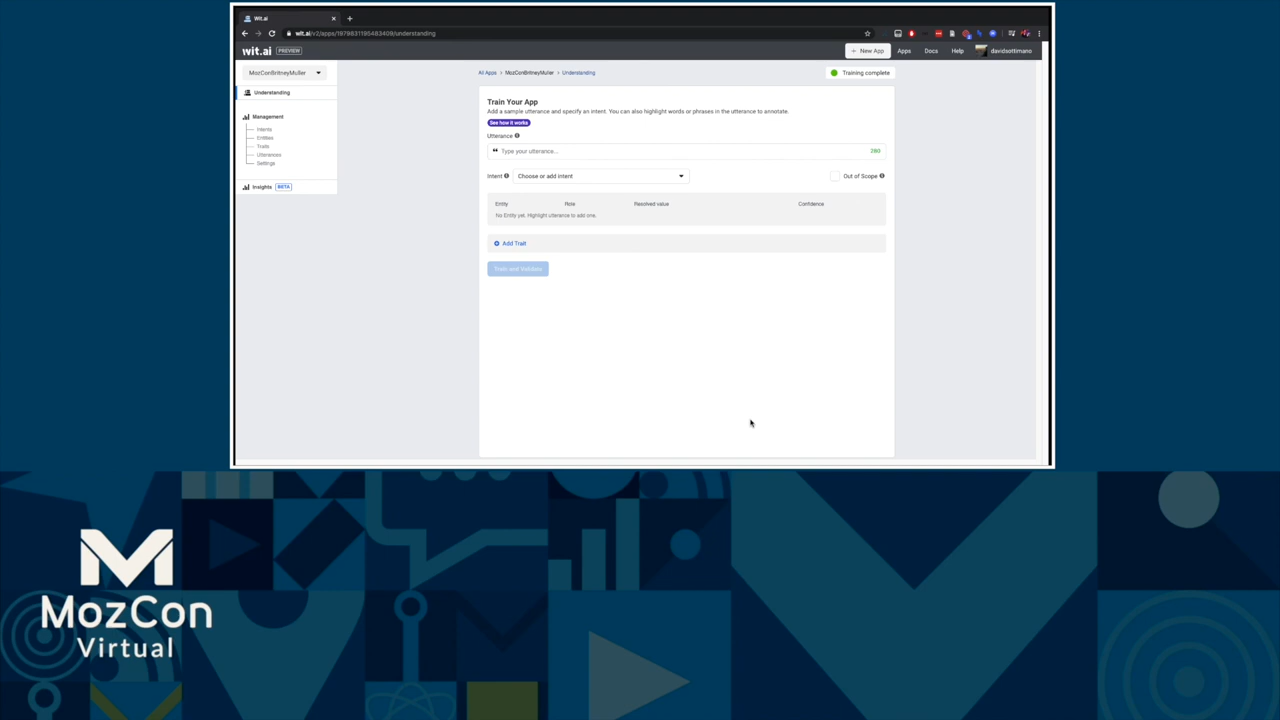 Wit.ai
wit.ai/v2/apps/1979831195483409/understanding
wit.ai PREVIEW
+ New App Apps Docs Help davidsottimano
MozConBritneyMuller
All Apps > MozConBritneyMuller > Understanding
Training complete
Understanding
Management
Intents
Entities
Traits
Utterances
Settings
Insights BETA
Train Your App
Add a sample utterance and specify an intent. You can also highlight words or phrases in the utterance to annotate.
See how it works
Utterance
Type your utterance... 280
Intent Choose or add intent Out of Scope
Entity Role Resolved value Confidence
No Entity yet. Highlight utterance to add one.
Add Trait
Train and Validate
MozCon
Virtual